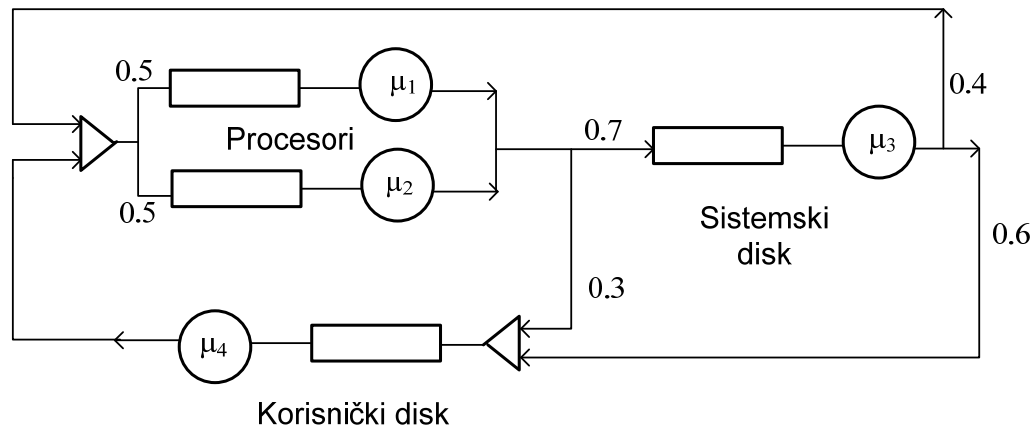 0.5
μ1
0.4
0.7
Procesori
μ3
μ2
0.5
Sistemski
disk
0.6
0.3
μ4
Korisnički disk